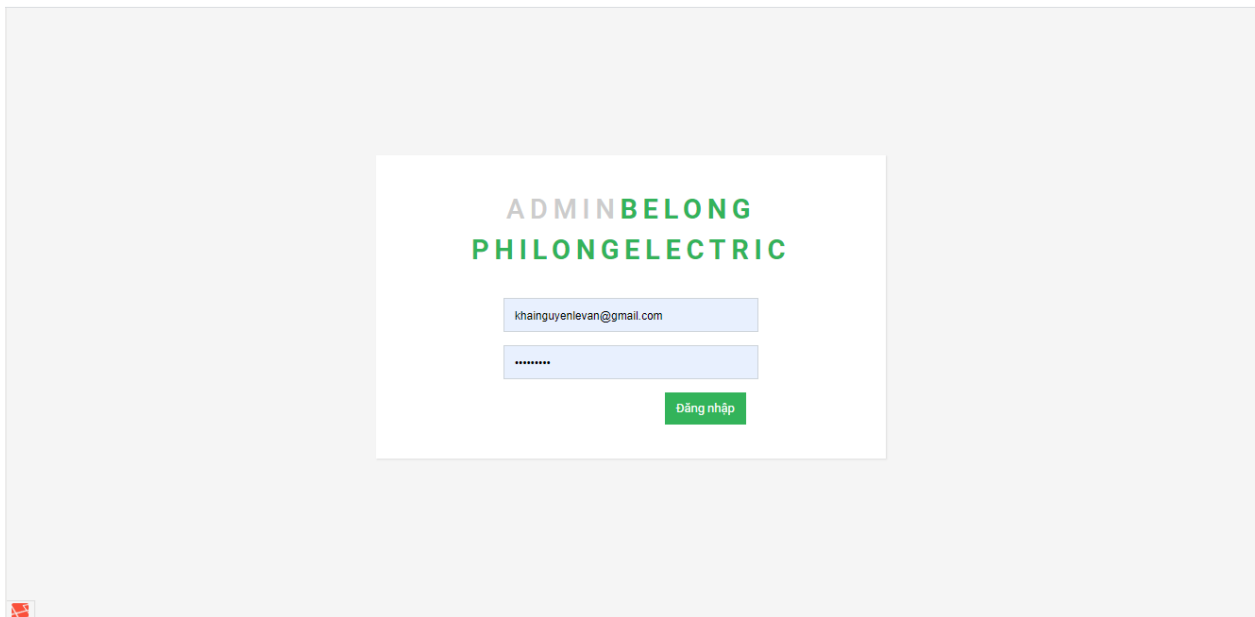 ADMINBELONG
PHILONGELECTRIC
khainguyenlevan@gmail.com
•••••••••
Đăng nhập